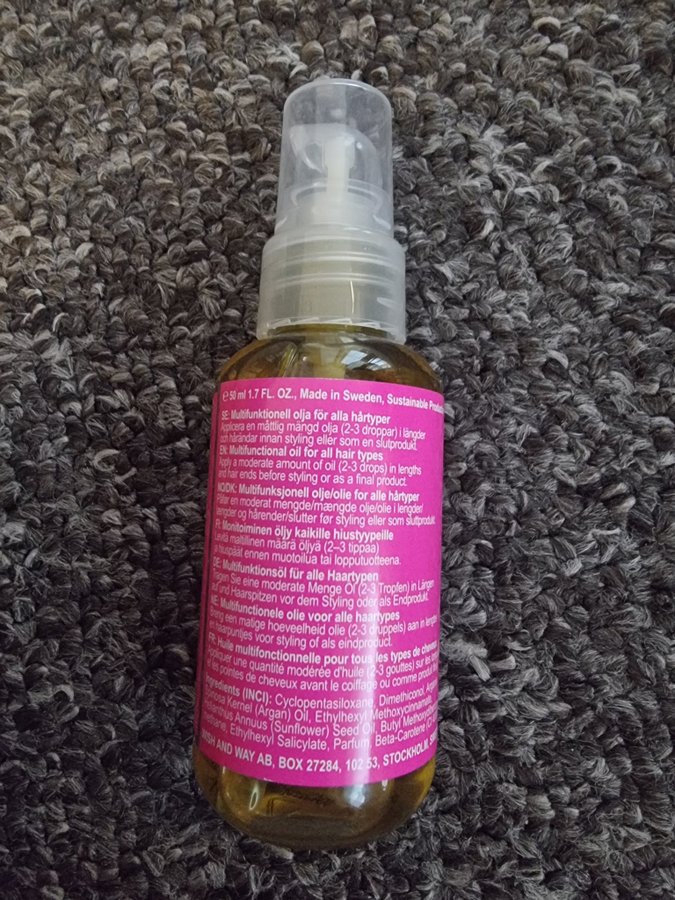 ℮ 50 ml 1.7 FL. OZ., Made in Sweden, Sustainable
SE: Multifunktionell olja för alla hårtyper
Applicera en måttlig mängd olja (2-3 droppar) i längder
och hårändar innan styling eller som en slutprodukt.
EN: Multifunctional oil for all hair types
Apply a moderate amount of oil (2-3 drops) in lengths
and hair ends before styling or as a final product.
NO/DK: Multifunksjonell olje/olie for alle hårtyper
Påfør en moderat mengde/mængde olje/olie i lengder/
længder og hårender/slutter før styling eller som slutprodukt.
FI: Monitoiminen öljy kaikille hiustyypeille
Levitä maltillinen määrä öljyä (2–3 tippaa)
ja hiuspäät ennen muotoilua tai lopputuotteena.
DE: Multifunktionsöl für alle Haartypen
Tragen Sie eine moderate Menge Öl (2-3 Tropfen) in Längen
auf und Haarspitzen vor dem Styling oder als Endprodukt.
NE: Multifunctionele olie voor alle haartypes
Breng een matige hoeveelheid olie (2-3 druppels) aan in lengtes
en haarpuntjes voor styling of als eindproduct.
FR: Huile multifonctionnelle pour tous les types de cheveux
Appliquer une quantité modérée d'huile (2-3 gouttes) sur les
et les pointes de cheveux avant le coiffage ou comme produit
Ingredients (INCI): Cyclopentasiloxane, Dimethiconol,
Spinosa Kernel (Argan) Oil, Ethylhexyl Methoxycinnamate,
Helianthus Annuus (Sunflower) Seed Oil, Butyl
Ethylhexyl Salicylate, Parfum, Beta-Carotene
WISH AND WAY AB, BOX 27284, 102 53, STOCKHOLM,